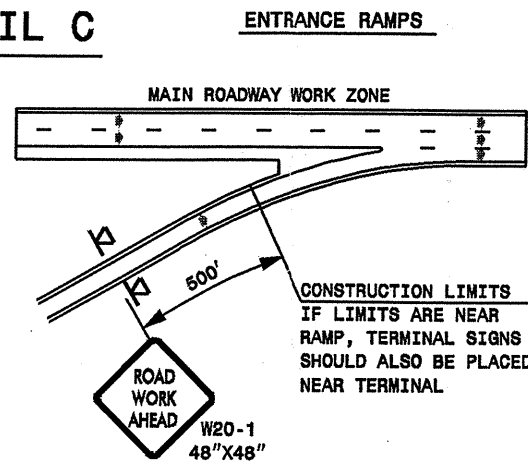 IL C
ENTRANCE RAMPS
MAIN ROADWAY WORK ZONE
500'
CONSTRUCTION LIMITS
IF LIMITS ARE NEAR
RAMP, TERMINAL SIGNS
SHOULD ALSO BE PLACED
NEAR TERMINAL
ROAD
WORK
AHEAD
W20-1
48"X48"